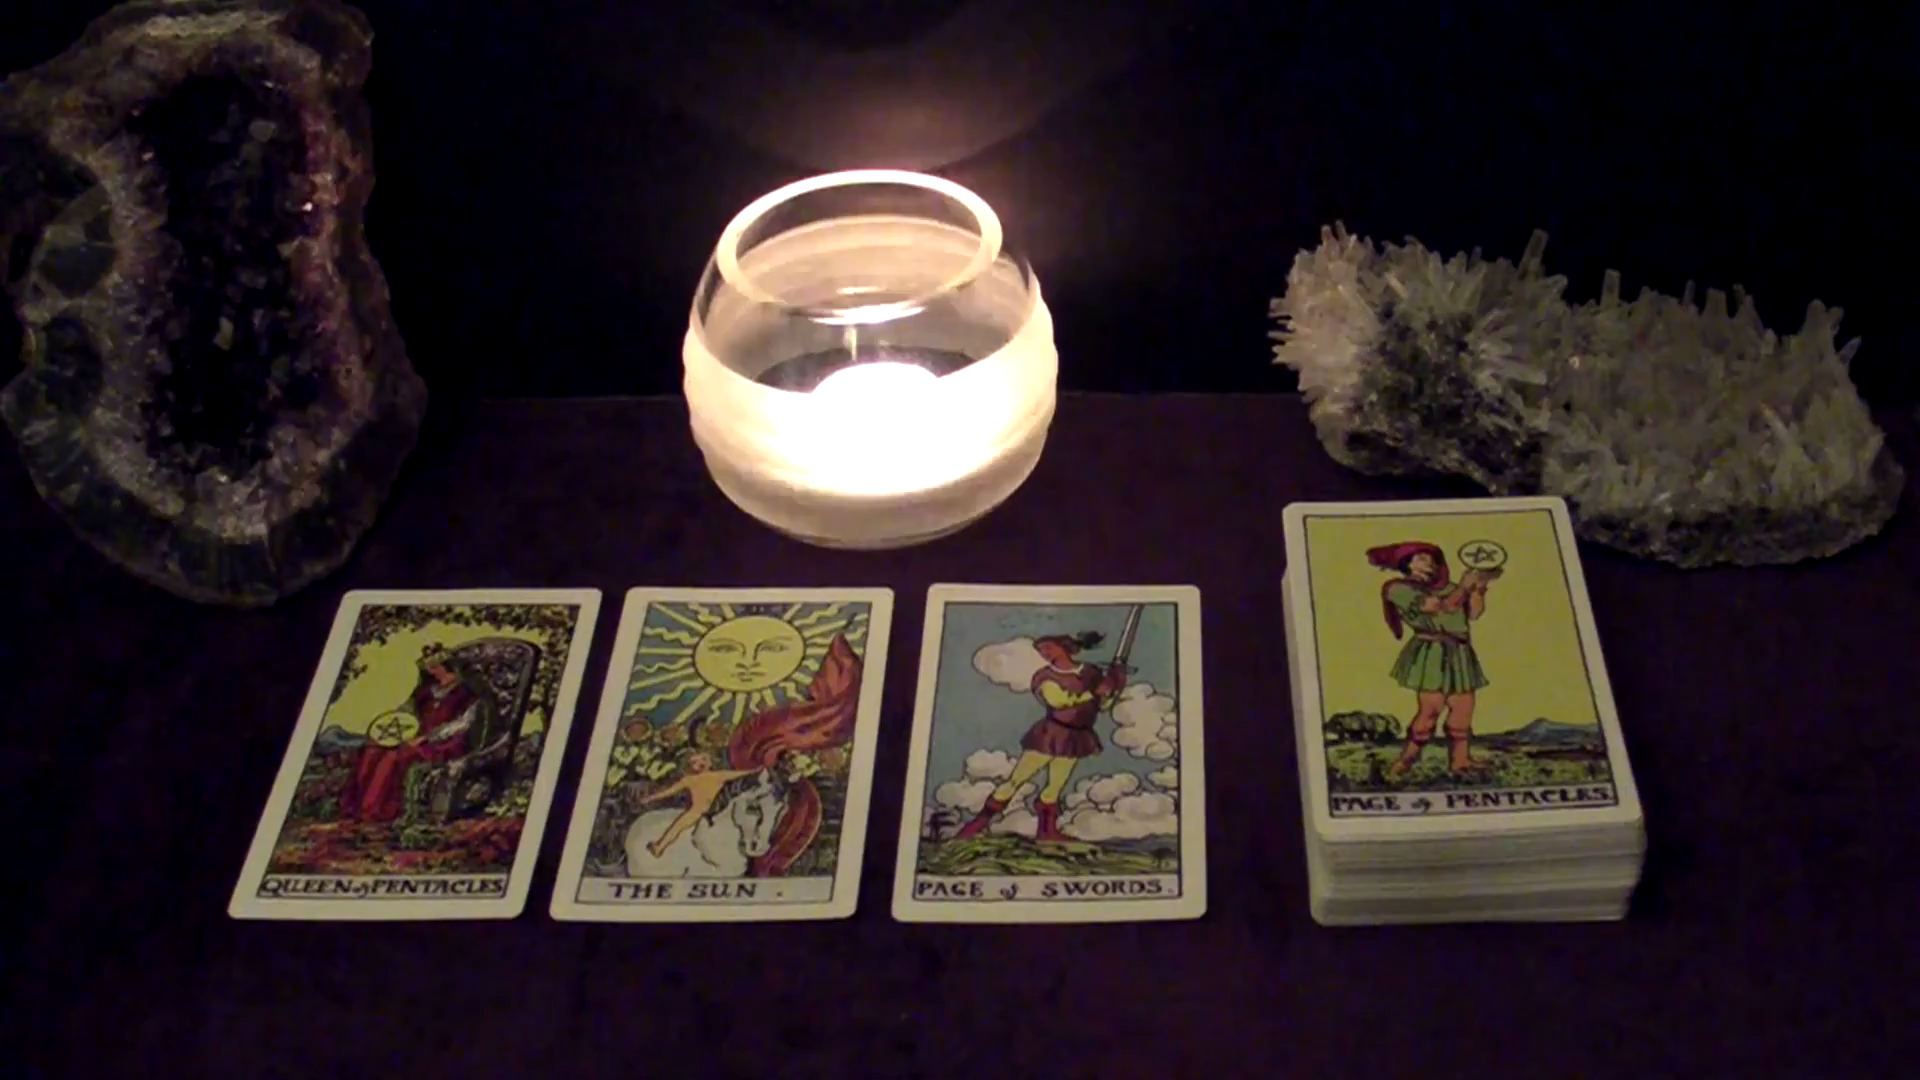 QUEEN of PENTACLES
THE SUN .
PAGE of SWORDS.
PAGE of PENTACLES.